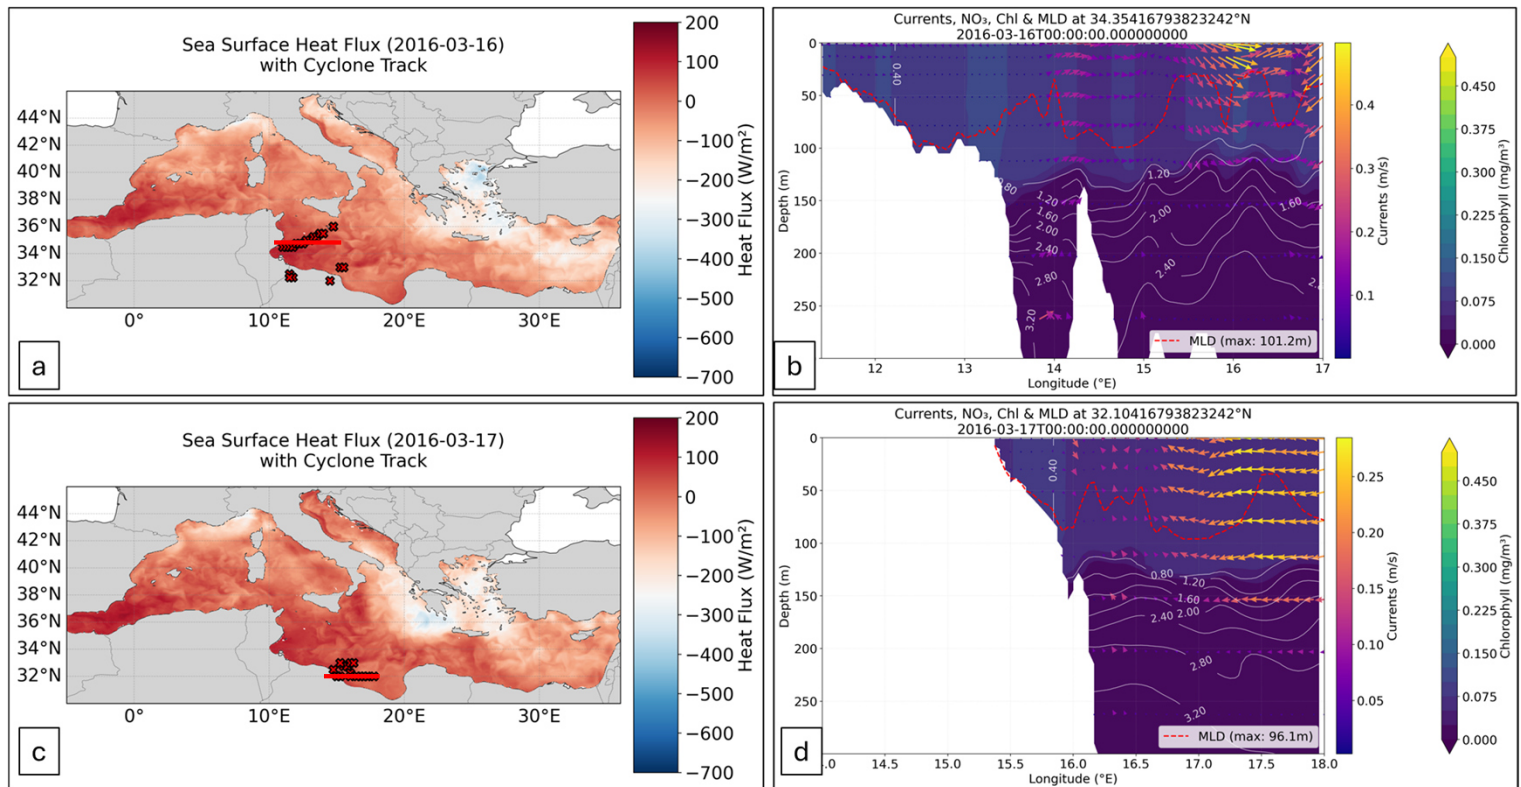 Sea Surface Heat Flux (2016-03-16)
with Cyclone Track
44°N
42°N
40°N
38°N
36°N
34°N
32°N
0°
10°E
20°E
30°E
200
100
0
−100
−200
−300
−400
−500
−600
−700
Heat Flux (W/m²)
a
Currents, NO₃, Chl & MLD at 34.35416793823242°N
2016-03-16T00:00:00.000000000
0
50
100
150
200
250
Depth (m)
0.40
0.80
1.20
1.60
2.00
2.40
2.80
3.20
1.20
2.00
2.40
1.60
MLD (max: 101.2m)
12
13
14
15
16
17
Longitude (°E)
0.4
0.3
0.2
0.1
Currents (m/s)
0.450
0.375
0.300
0.225
0.150
0.075
0.000
Chlorophyll (mg/m³)
b
Sea Surface Heat Flux (2016-03-17)
with Cyclone Track
44°N
42°N
40°N
38°N
36°N
34°N
32°N
0°
10°E
20°E
30°E
200
100
0
−100
−200
−300
−400
−500
−600
−700
Heat Flux (W/m²)
c
Currents, NO₃, Chl & MLD at 32.10416793823242°N
2016-03-17T00:00:00.000000000
0
50
100
150
200
250
Depth (m)
0.40
0.80
1.20
1.60
2.40 2.00
2.80
3.20
MLD (max: 96.1m)
14.5
15.0
15.5
16.0
16.5
17.0
17.5
18.0
Longitude (°E)
0.25
0.20
0.15
0.10
0.05
Currents (m/s)
0.450
0.375
0.300
0.225
0.150
0.075
0.000
Chlorophyll (mg/m³)
d